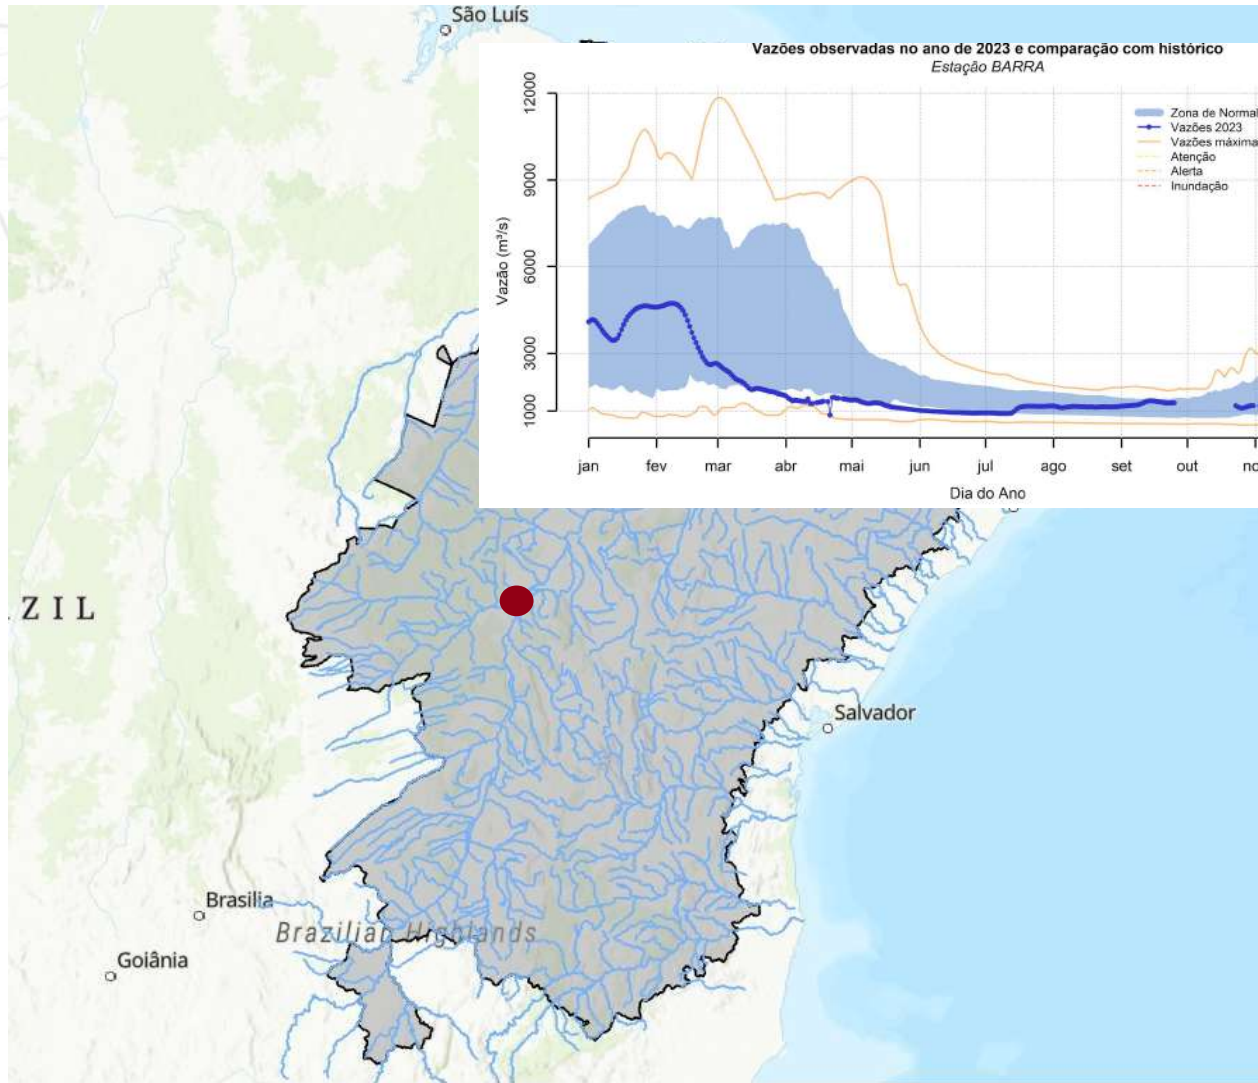 São Luís
Vazões observadas no ano de 2023 e comparação com histórico
Estação BARRA
Zona de Normal
Vazões 2023
Vazões máxima
Atenção
Alerta
Inundação
Vazão (m³/s)
12000
9000
6000
3000
1000
jan fev mar abr mai jun jul ago set out no
Dia do Ano
ZIL
Salvador
Brasilia
Brazilian Highlands
Goiânia